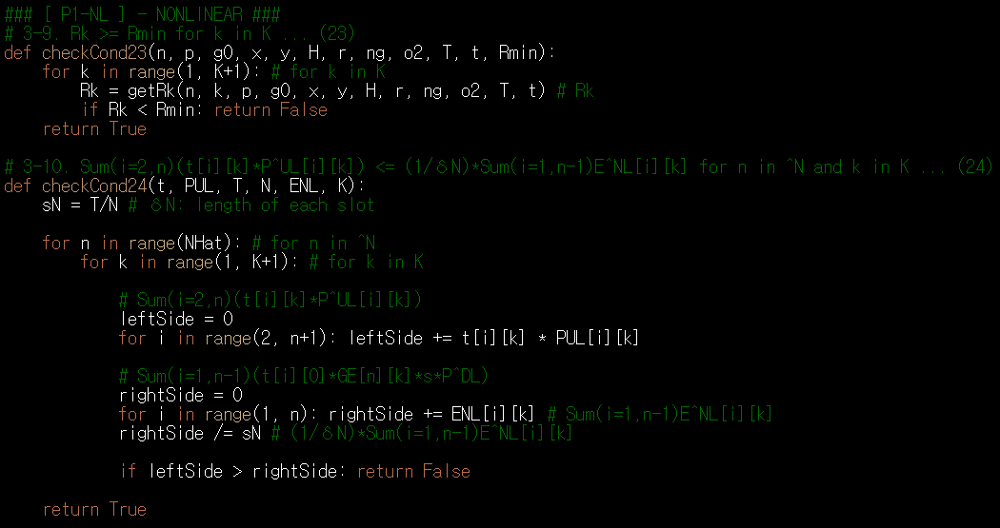 ### [ P1-NL ] - NONLINEAR ###
# 3-9. Rk >= Rmin for k in K ... (23)
def checkCond23(n, p, g0, x, y, H, r, ng, o2, T, t, Rmin):
    for k in range(1, K+1): # for k in K
        Rk = getRk(n, k, p, g0, x, y, H, r, ng, o2, T, t) # Rk
        if Rk < Rmin: return False
    return True

# 3-10. Sum(i=2,n)(t[i][k]*P^UL[i][k]) <= (1/δN)*Sum(i=1,n-1)E^NL[i][k] for n in ^N and k in K ... (24)
def checkCond24(t, PUL, T, N, ENL, K):
    sN = T/N # δN: length of each slot

    for n in range(NHat): # for n in ^N
        for k in range(1, K+1): # for k in K

            # Sum(i=2,n)(t[i][k]*P^UL[i][k])
            leftSide = 0
            for i in range(2, n+1): leftSide += t[i][k] * PUL[i][k]

            # Sum(i=1,n-1)(t[i][0]*GE[n][k]*s*P^DL)
            rightSide = 0
            for i in range(1, n): rightSide += ENL[i][k] # Sum(i=1,n-1)E^NL[i][k]
            rightSide /= sN # (1/δN)*Sum(i=1,n-1)E^NL[i][k]

            if leftSide > rightSide: return False

    return True